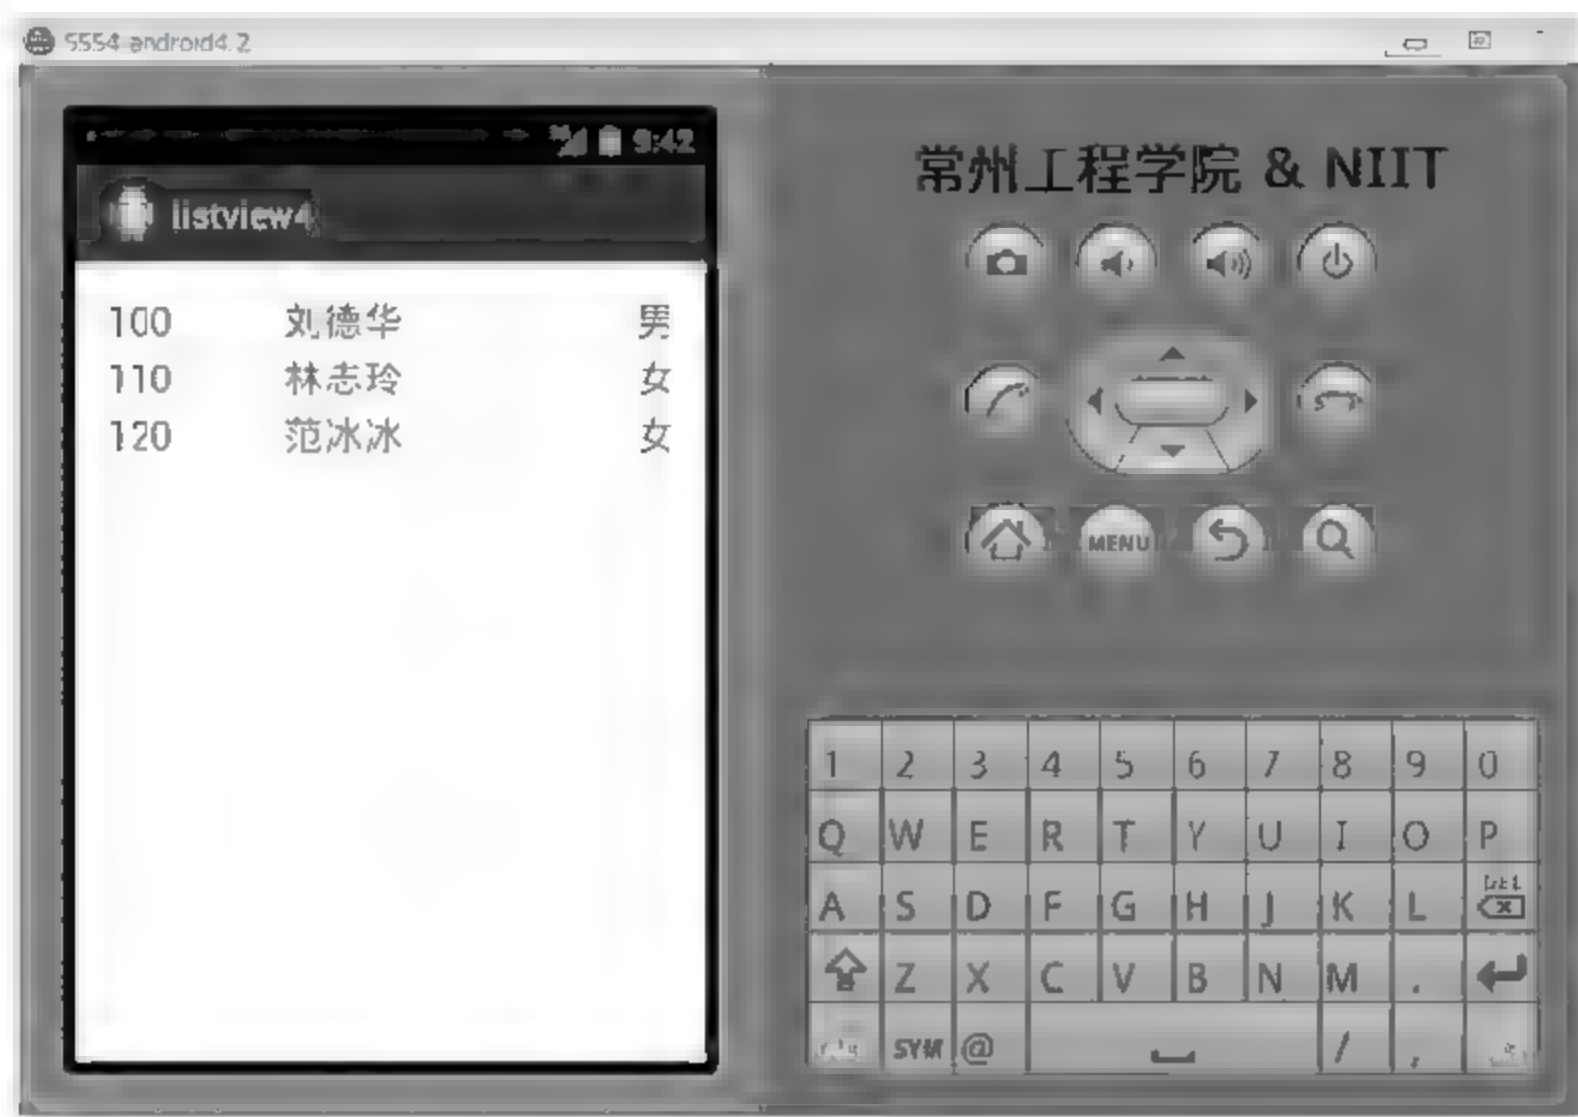 5554 android4.2
9:42
listview4
100 刘德华 男
110 林志玲 女
120 范冰冰 女
常州工程学院 & NIIT
MENU
1 2 3 4 5 6 7 8 9 0
Q W E R T Y U I O P
A S D F G H J K L DEL
Z X C V B N M .
SYM @ / ,